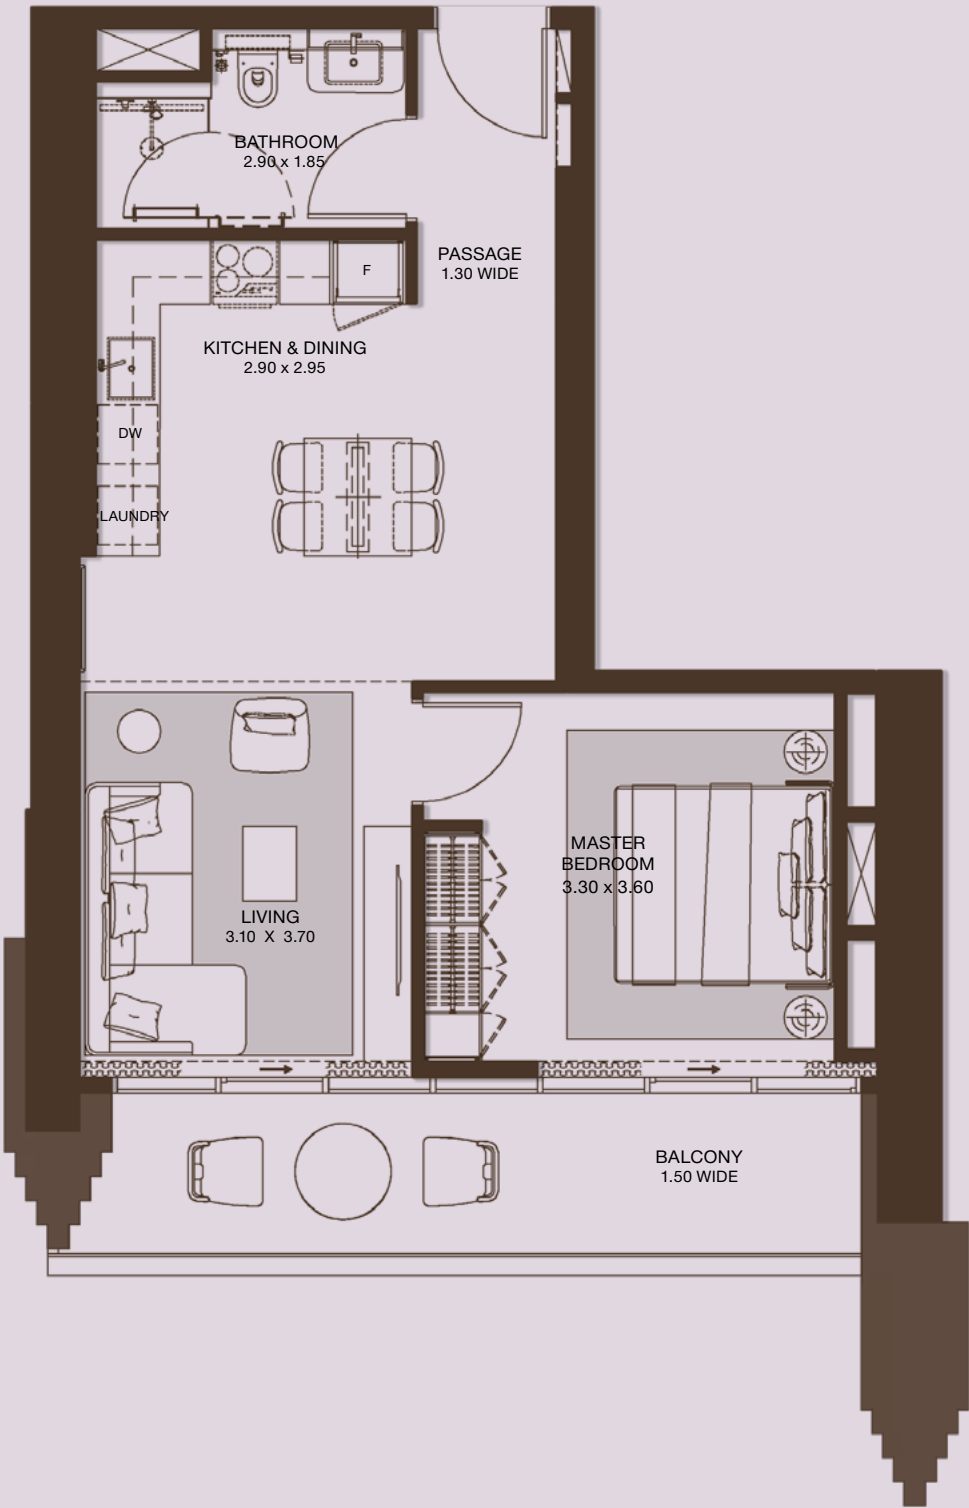 BATHROOM
2.90 x 1.85
PASSAGE
1.30 WIDE
F
KITCHEN & DINING
2.90 x 2.95
DW
LAUNDRY
MASTER
BEDROOM
3.30 x 3.60
LIVING
3.10 X 3.70
BALCONY
1.50 WIDE